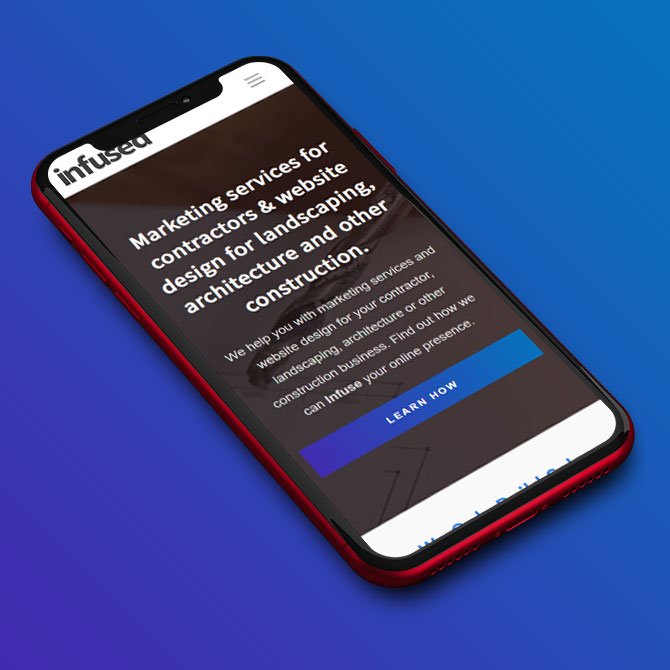 infused
Marketing services for
contractors & website
design for landscaping,
architecture and other
construction.
We help you with marketing services and
website design for your contractor,
landscaping, architecture or other
construction business. Find out how we
can Infuse your online presence.
LEARN HOW